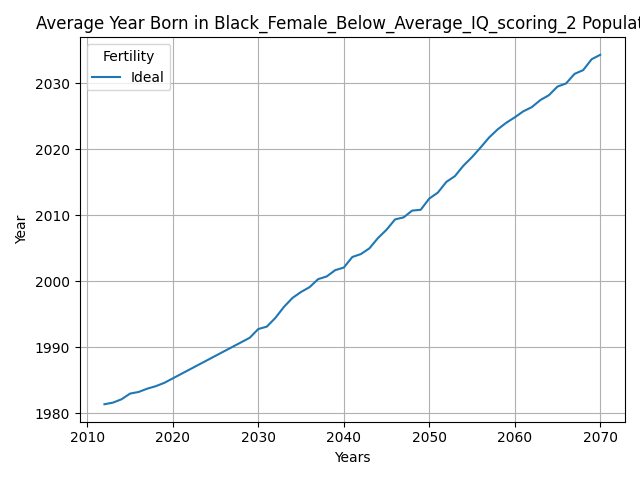 Average Year Born in Black_Female_Below_Average_IQ_scoring_2 Populat
Fertility
Ideal
2030
2020
2010
2000
1990
1980
Year
2010 2020 2030 2040 2050 2060 2070
Years